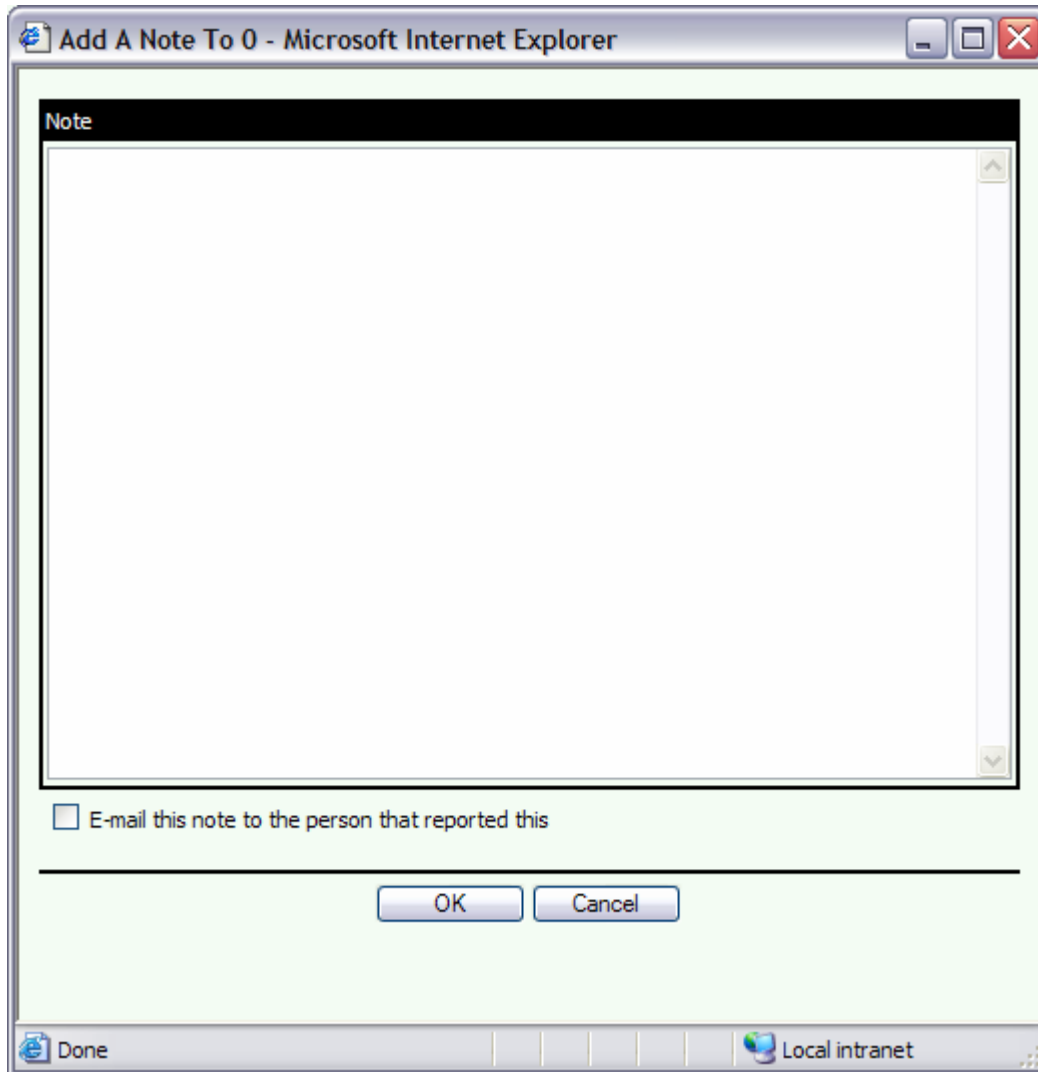 Add A Note To 0 - Microsoft Internet Explorer
Note
E-mail this note to the person that reported this
OK Cancel
Done Local intranet